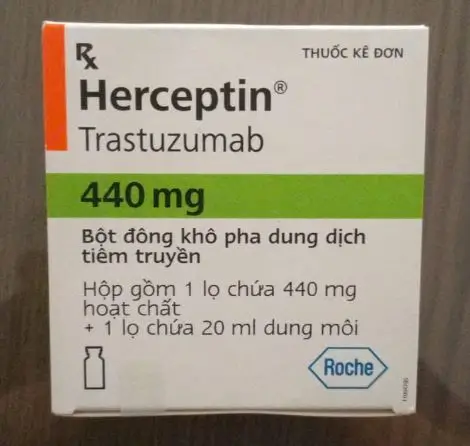 Rx
THUỐC KÊ ĐƠN
Herceptin®
Trastuzumab
440 mg
Bột đông khô pha dung dịch
tiêm truyền
Hộp gồm 1 lọ chứa 440 mg
hoạt chất
+ 1 lọ chứa 20 ml dung môi
Roche